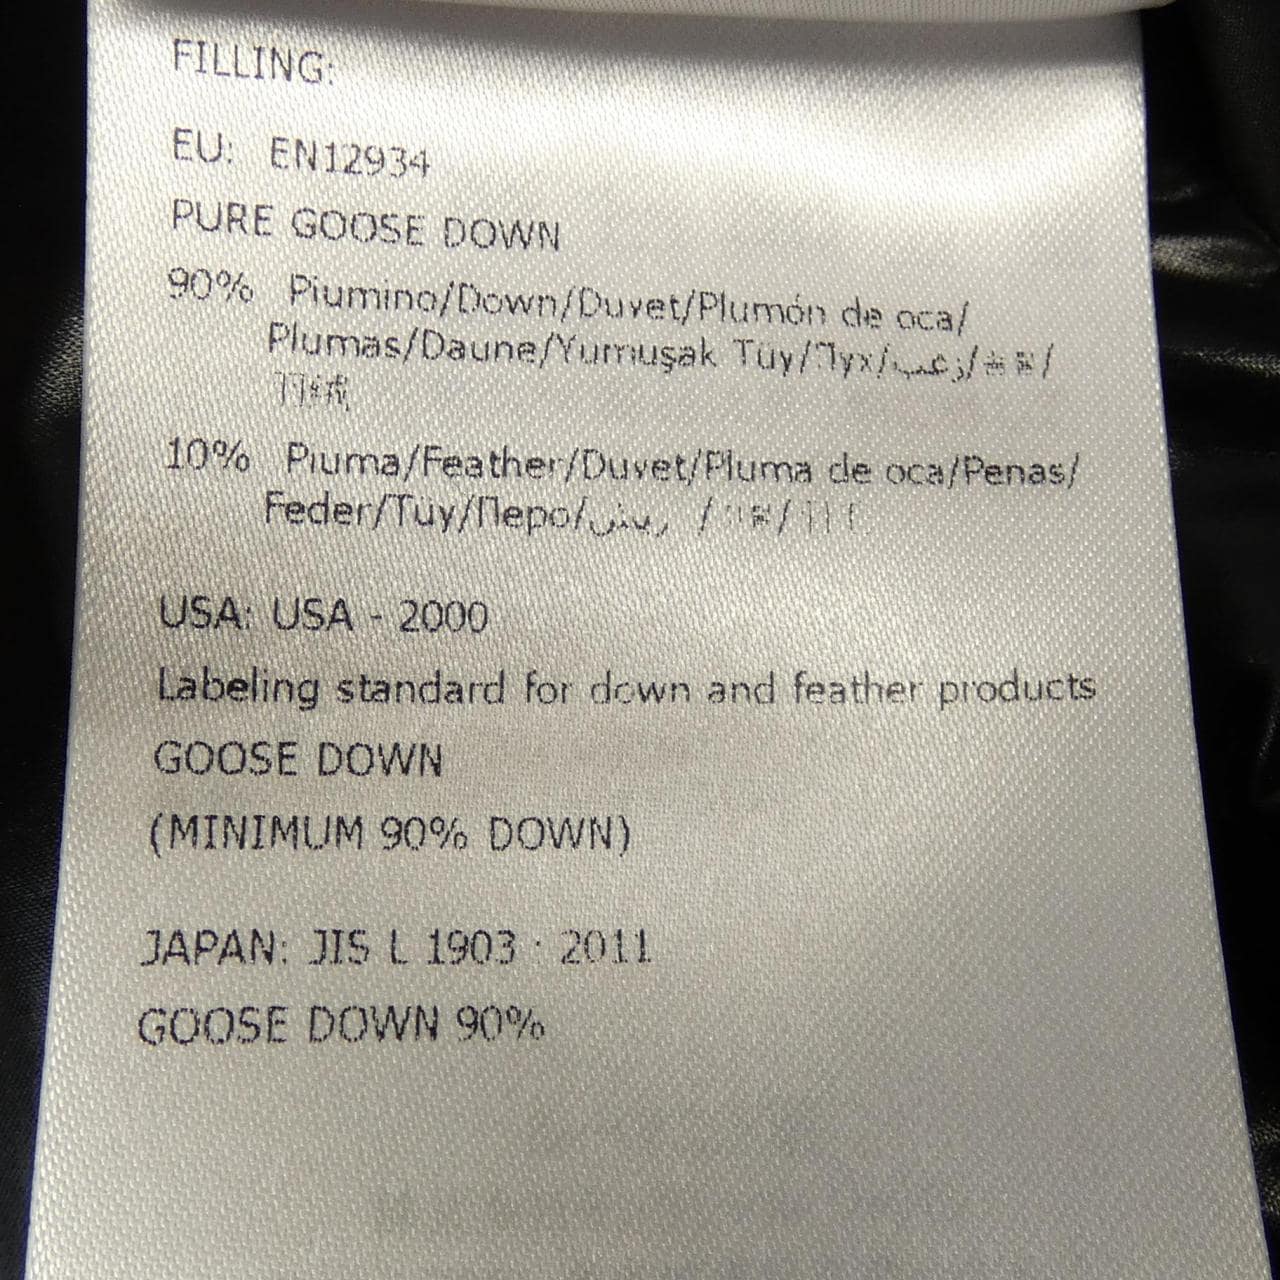 FILLING:
EU: EN12934
PURE GOOSE DOWN
90% Piumino/Down/Duvet/Plumón de oca/
Plumas/Daune/Yumuşak Tüy/Пух/زغب/
10% Piuma/Feather/Duvet/Pluma de oca/Penas/
Feder/Tüy/Перо/ريش /
USA: USA - 2000
Labeling standard for down and feather products
GOOSE DOWN
(MINIMUM 90% DOWN)
JAPAN: JIS L 1903 : 2011
GOOSE DOWN 90%